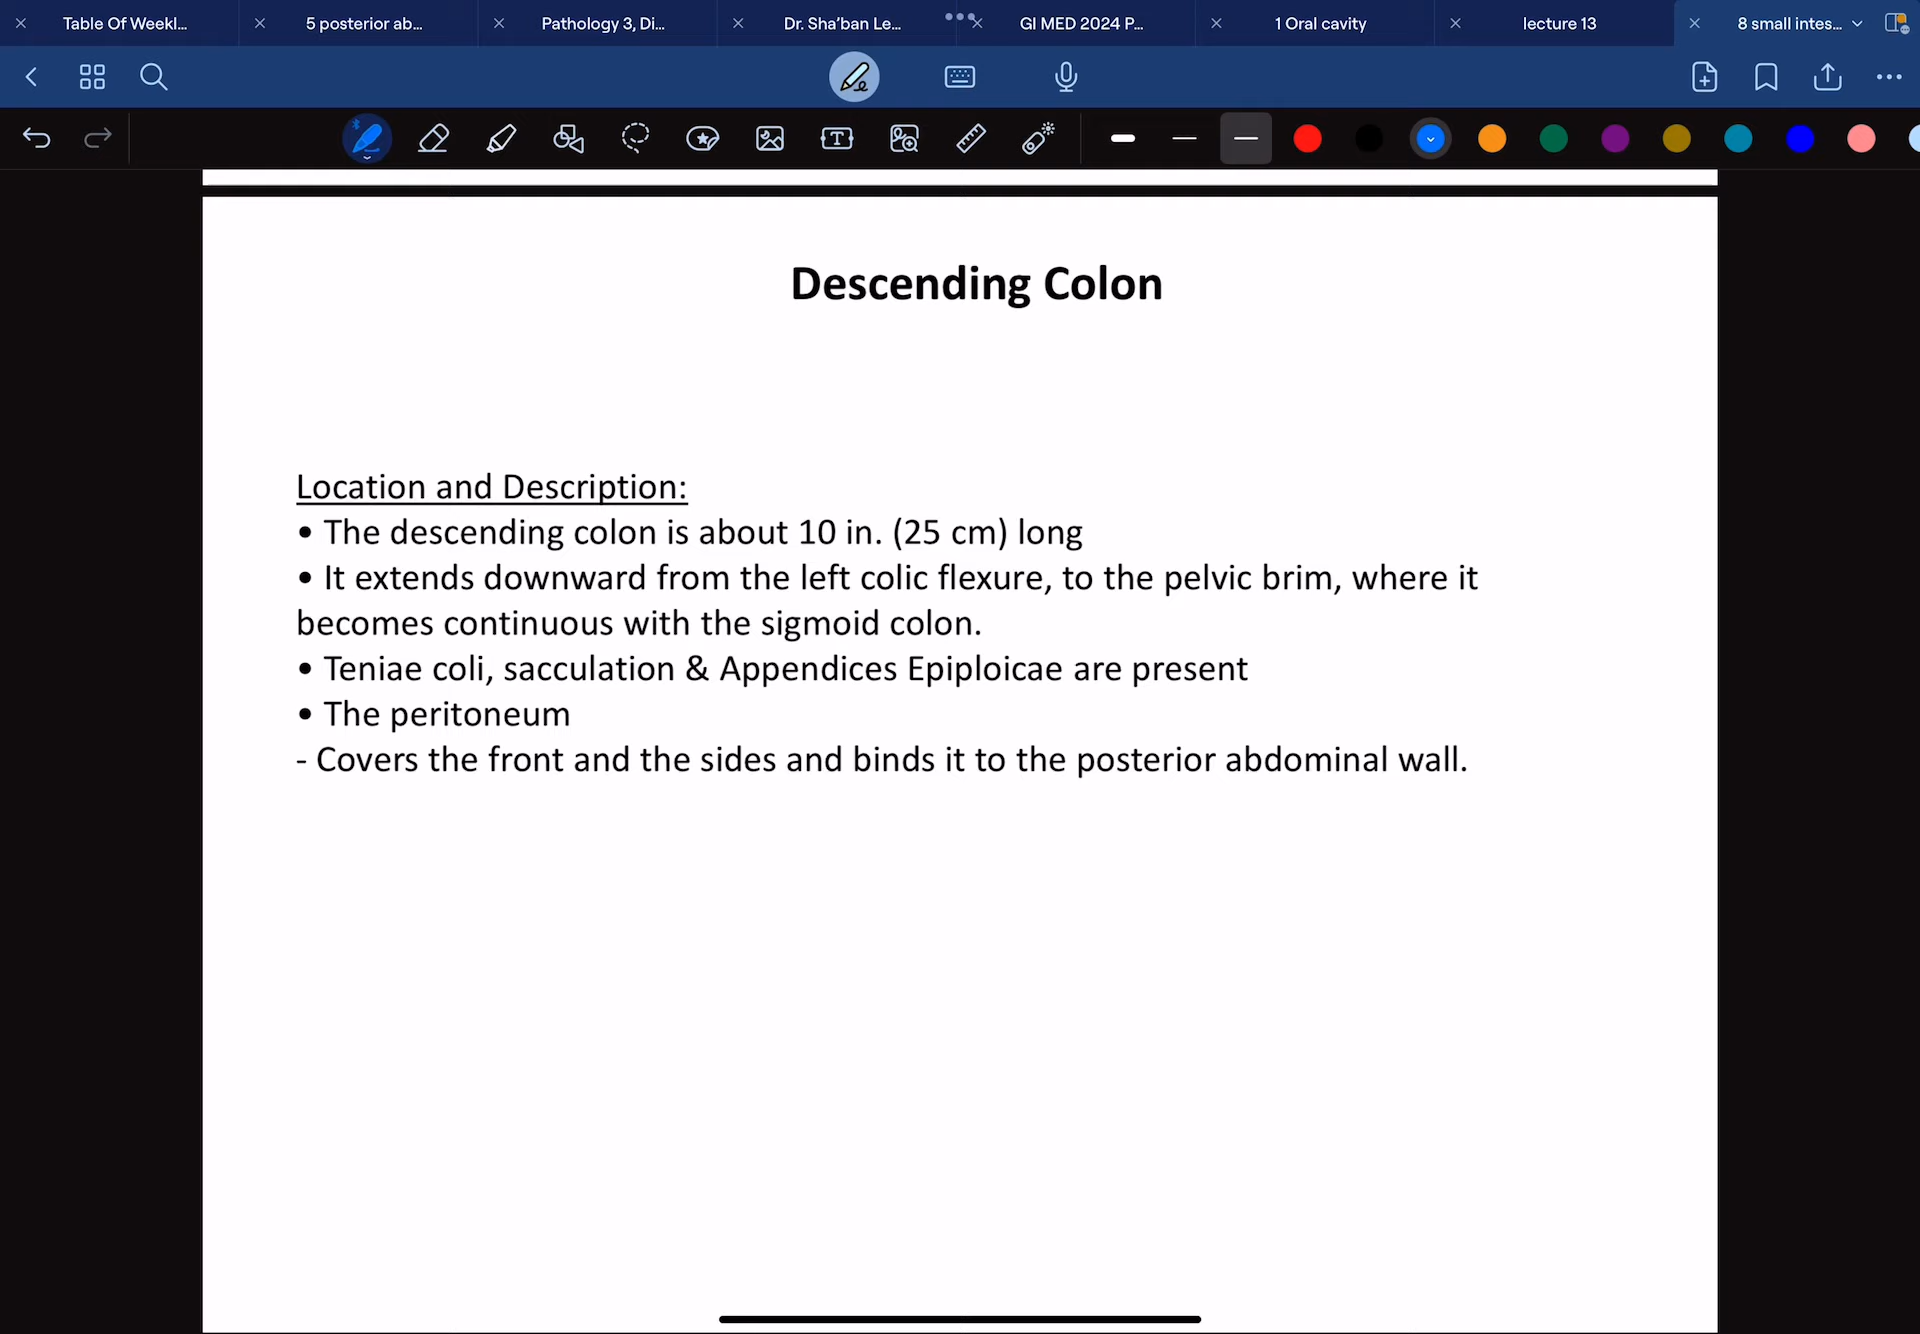 Table Of Weekl...
5 posterior ab...
Pathology 3, Di...
Dr. Sha'ban Le...
GI MED 2024 P...
1 Oral cavity
lecture 13
8 small intes...
Descending Colon
Location and Description:
• The descending colon is about 10 in. (25 cm) long
• It extends downward from the left colic flexure, to the pelvic brim, where it
becomes continuous with the sigmoid colon.
• Teniae coli, sacculation & Appendices Epiploicae are present
• The peritoneum
- Covers the front and the sides and binds it to the posterior abdominal wall.